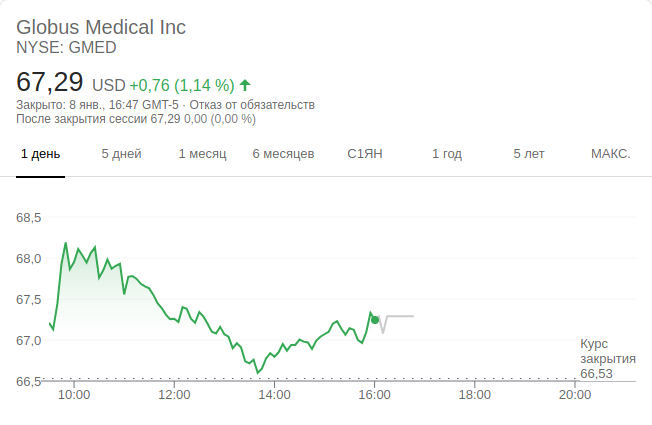 Globus Medical Inc
NYSE: GMED
67,29 USD +0,76 (1,14 %)
Закрыто: 8 янв., 16:47 GMT-5 · Отказ от обязательств
После закрытия сессии 67,29 0,00 (0,00 %)
1 день 5 дней 1 месяц 6 месяцев С1ЯН 1 год 5 лет МАКС.
68,5
68,0
67,5
67,0
Курс
закрытия
66,53
66,5
10:00 12:00 14:00 16:00 18:00 20:00